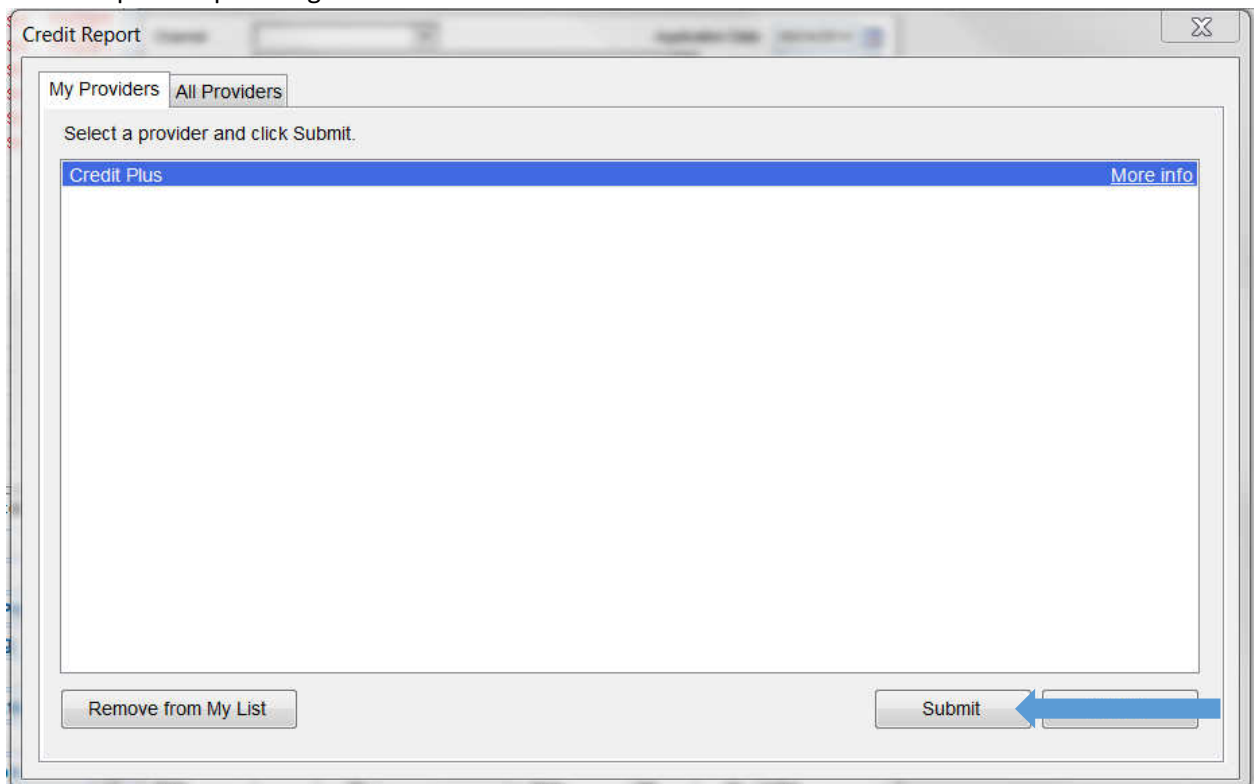 Credit Report
My Providers All Providers
Select a provider and click Submit.
Credit Plus More info
Remove from My List Submit